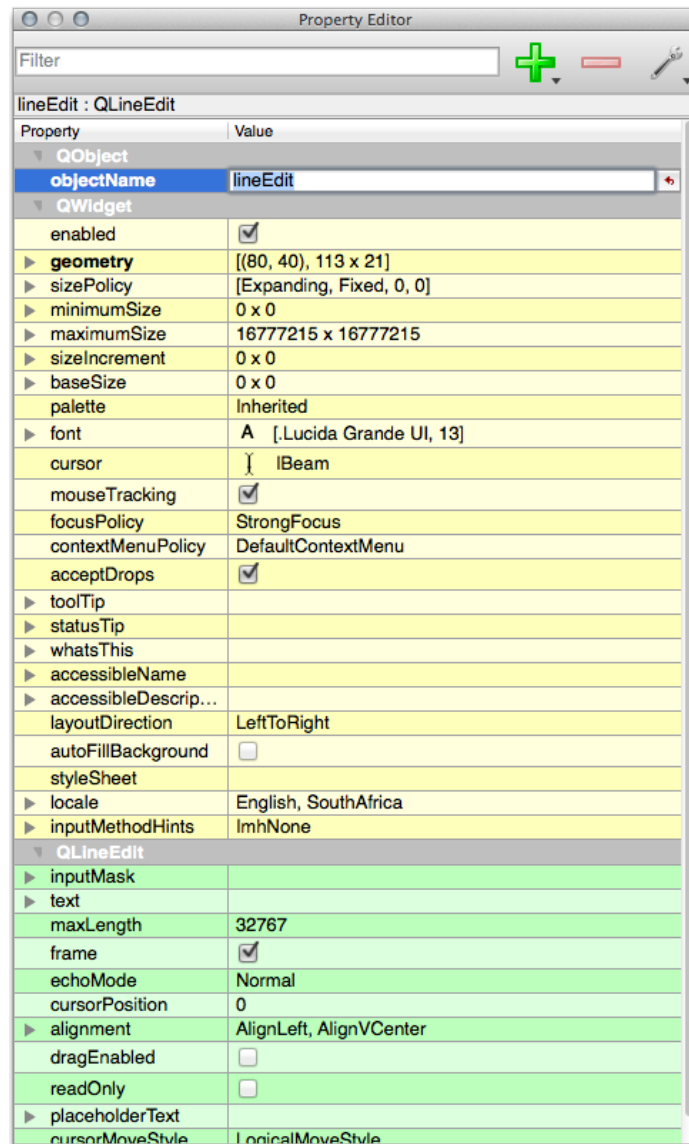 Property Editor
Filter
lineEdit : QLineEdit
Property Value
QObject
objectName lineEdit
QWidget
enabled
geometry [(80, 40), 113 x 21]
sizePolicy [Expanding, Fixed, 0, 0]
minimumSize 0 x 0
maximumSize 16777215 x 16777215
sizeIncrement 0 x 0
baseSize 0 x 0
palette Inherited
font A [.Lucida Grande UI, 13]
cursor IBeam
mouseTracking
focusPolicy StrongFocus
contextMenuPolicy DefaultContextMenu
acceptDrops
toolTip
statusTip
whatsThis
accessibleName
accessibleDescrip...
layoutDirection LeftToRight
autoFillBackground
styleSheet
locale English, SouthAfrica
inputMethodHints ImhNone
QLineEdit
inputMask
text
maxLength 32767
frame
echoMode Normal
cursorPosition 0
alignment AlignLeft, AlignVCenter
dragEnabled
readOnly
placeholderText
cursorMoveStyle LogicalMoveStyle